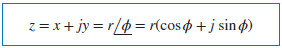 z = x + jy = r/ϕ = r(cos ϕ + j sin ϕ)